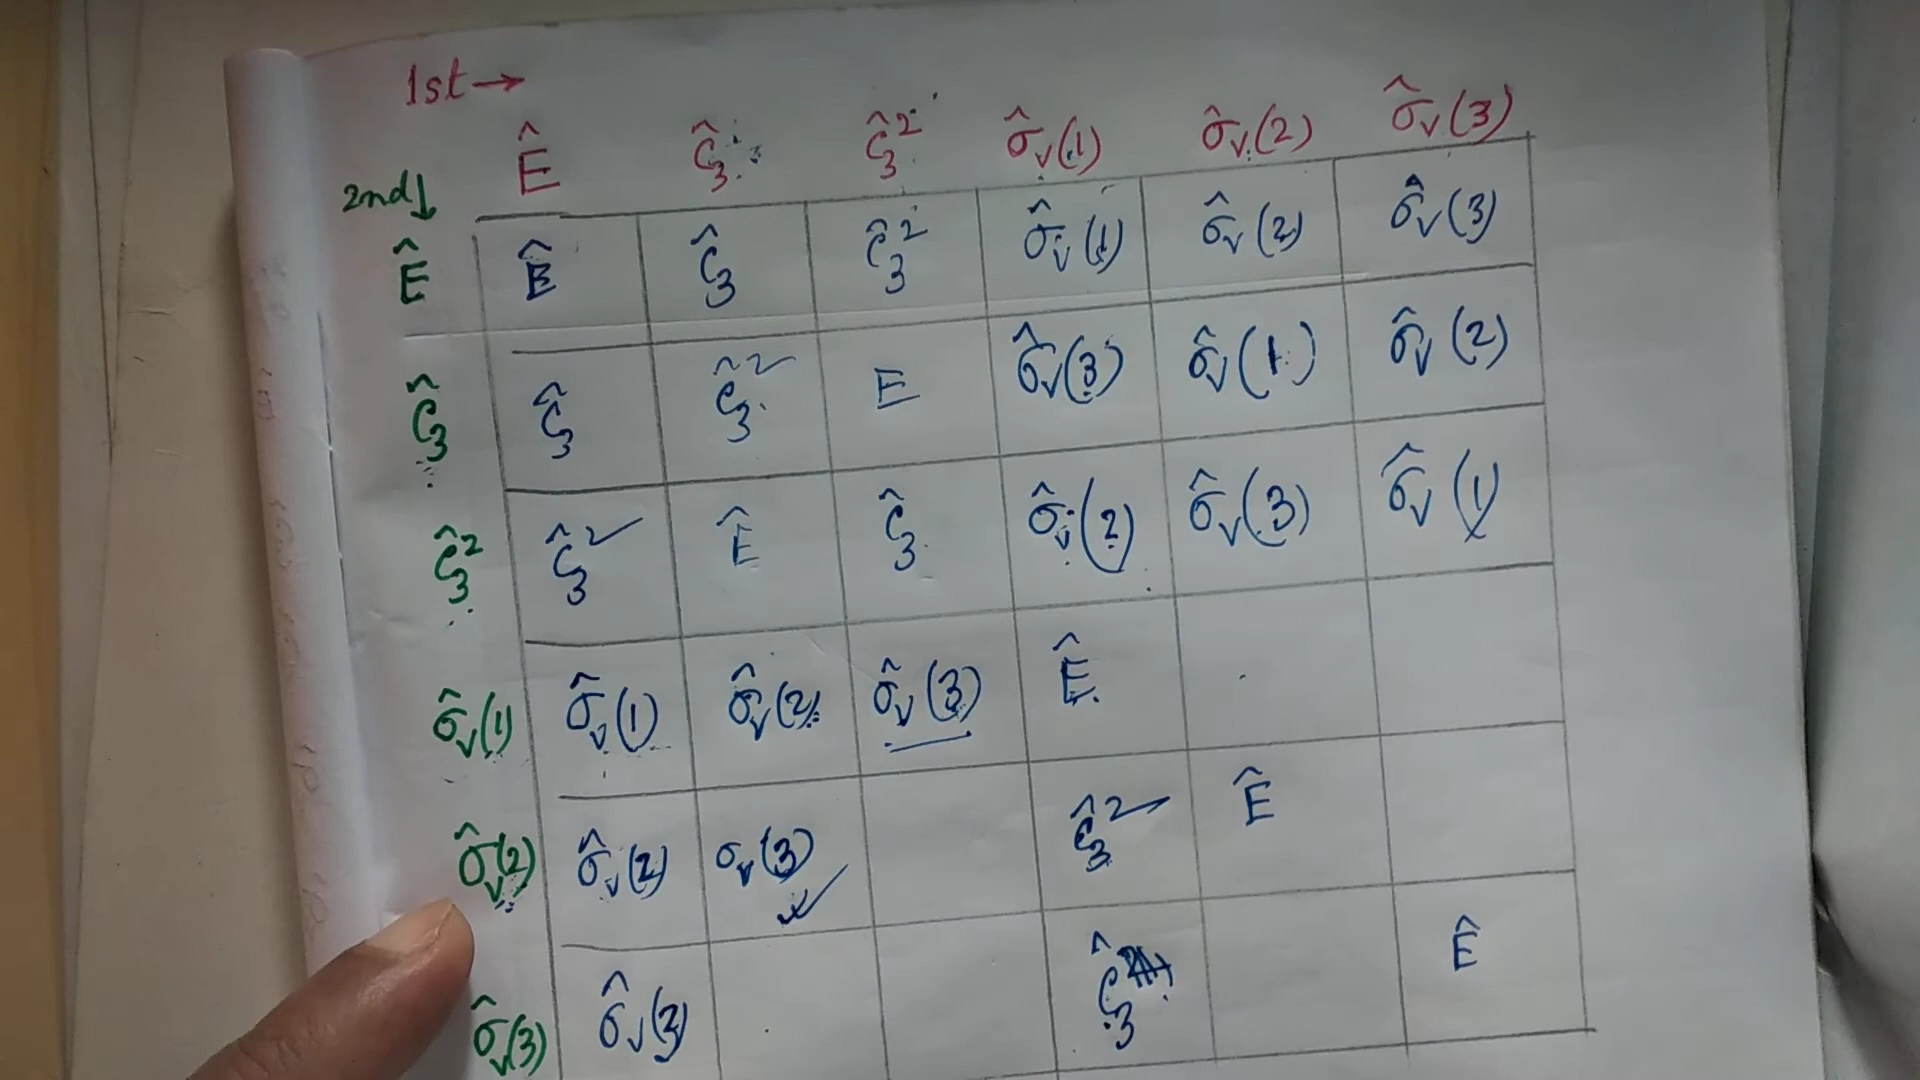 1st →
Ê Ĉ₃ Ĉ₃² σ̂ᵥ(1) σ̂ᵥ(2) σ̂ᵥ(3)
2nd↓
Ê Ê Ĉ₃ Ĉ₃² σ̂ᵥ(1) σ̂ᵥ(2) σ̂ᵥ(3)
Ĉ₃ Ĉ₃ Ĉ₃² E σ̂ᵥ(3) σ̂ᵥ(1) σ̂ᵥ(2)
Ĉ₃² Ĉ₃² Ê Ĉ₃ σ̂ᵥ(2) σ̂ᵥ(3) σ̂ᵥ(1)
σ̂ᵥ(1) σ̂ᵥ(1) σ̂ᵥ(2) σ̂ᵥ(3) Ê
σ̂ᵥ(2) σ̂ᵥ(2) σᵥ(3) Ĉ₃² Ê
σ̂ᵥ(3) σ̂ᵥ(3) Ĉ₃ Ê